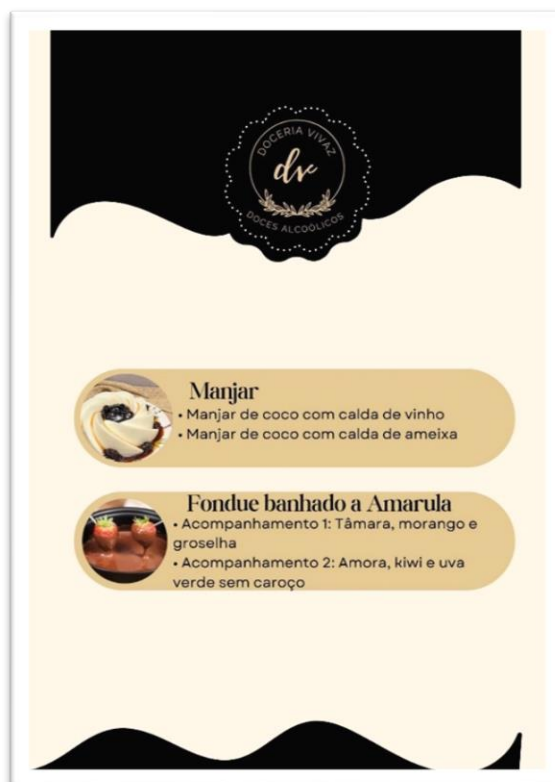 DOCERIA VIVAZ
dv
DOCES ALCOÓLICOS
Manjar
• Manjar de coco com calda de vinho
• Manjar de coco com calda de ameixa
Fondue banhado a Amarula
• Acompanhamento 1: Tâmara, morango e
groselha
• Acompanhamento 2: Amora, kiwi e uva
verde sem caroço